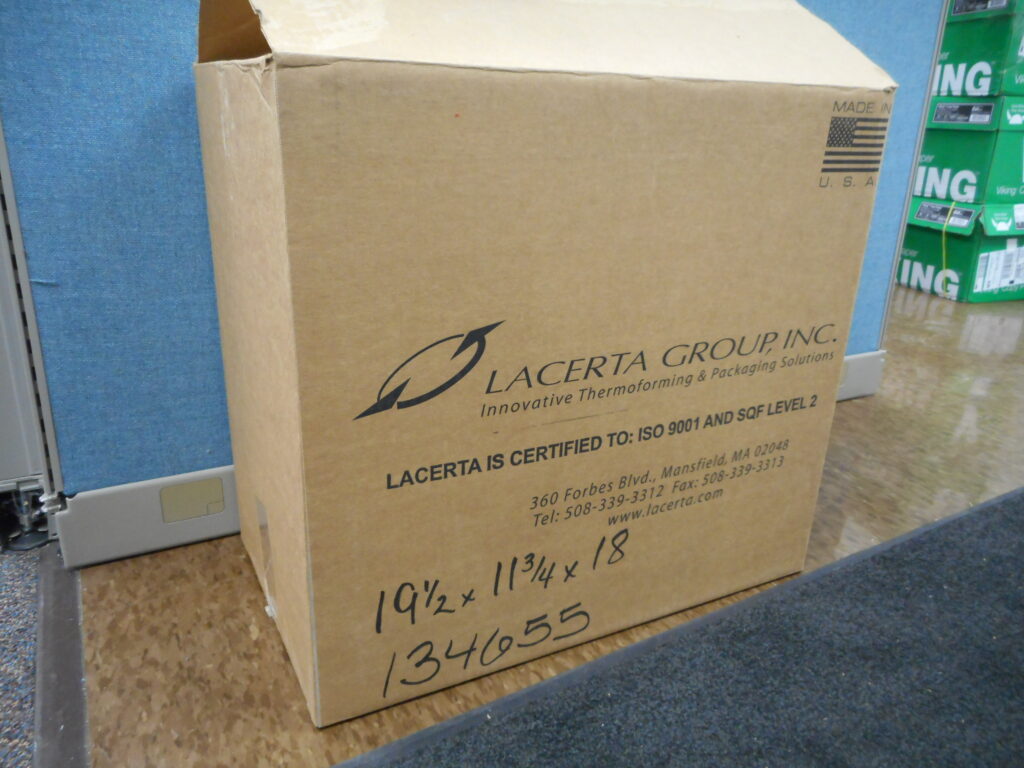 MADE IN
U. S. A
LACERTA GROUP, INC.
Innovative Thermoforming & Packaging Solutions
LACERTA IS CERTIFIED TO: ISO 9001 AND SQF LEVEL 2
360 Forbes Blvd., Mansfield, MA 02048
Tel: 508-339-3312 Fax: 508-339-3313
www.lacerta.com
19½ x 11¾ x 18
134655
ING
ING
Viking
ING